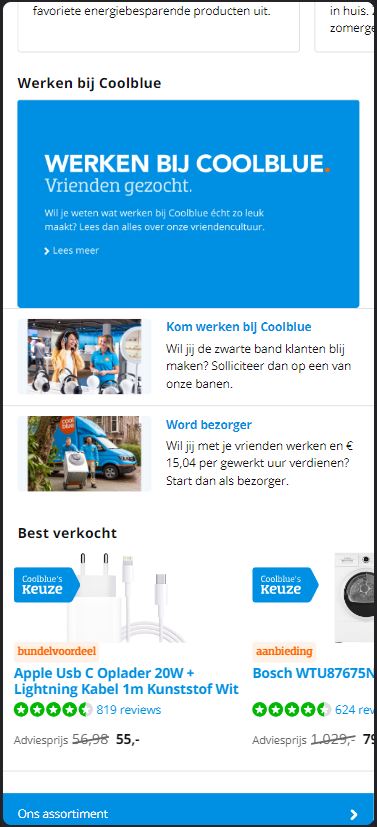 favoriete energiebesparende producten uit.
in huis.
zomerge
Werken bij Coolblue
WERKEN BIJ COOLBLUE.
Vrienden gezocht.
Wil je weten wat werken bij Coolblue écht zo leuk
maakt? Lees dan alles over onze vriendencultuur.
Lees meer
Kom werken bij Coolblue
Wil jij de zwarte band klanten blij
maken? Solliciteer dan op een van
onze banen.
COOL
BLUE
Word bezorger
Wil jij met je vrienden werken en €
15,04 per gewerkt uur verdienen?
Start dan als bezorger.
Best verkocht
Coolblue's
Keuze
bundelvoordeel
Apple Usb C Oplader 20W +
Lightning Kabel 1m Kunststof Wit
819 reviews
Adviesprijs 56,98 55,-
Coolblue's
Keuze
aanbieding
Bosch WTU87675N
624 rev
Adviesprijs 1.029,- 79
Ons assortiment